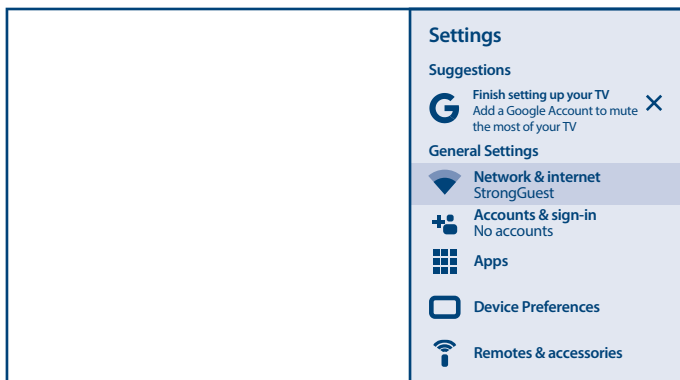 Settings
Suggestions
Finish setting up your TV
Add a Google Account to mute
the most of your TV
General Settings
Network & internet
StrongGuest
Accounts & sign-in
No accounts
Apps
Device Preferences
Remotes & accessories